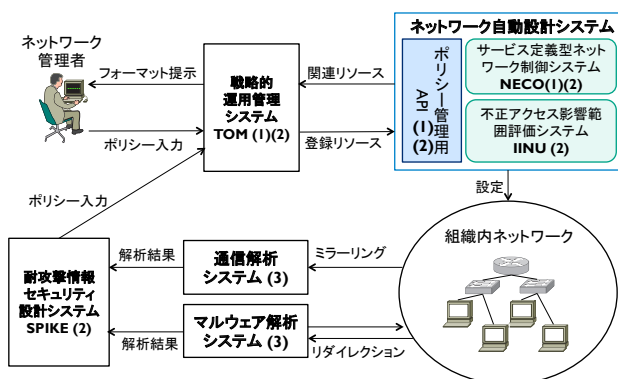 ネットワーク
管理者
フォーマット提示
ポリシー入力
戦略的
運用管理
システム
TOM (1)(2)
関連リソース
登録リソース
ネットワーク自動設計システム
ポリシー管理用
API
(1)
(2)
サービス定義型ネット
ワーク制御システム
NECO(1)(2)
不正アクセス影響範
囲評価システム
IINU (2)
設定
ポリシー入力
組織内ネットワーク
耐攻撃情報
セキュリティ
設計システム
SPIKE (2)
解析結果
通信解析
システム (3)
ミラーリング
解析結果
マルウェア解析
システム (3)
リダイレクション